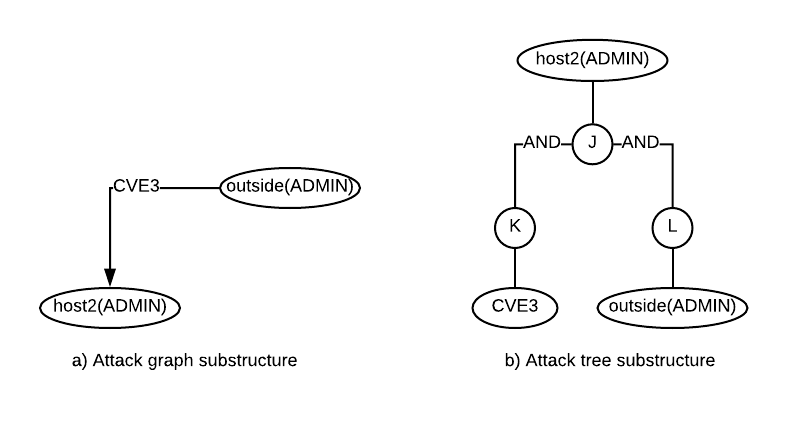 CVE3
outside(ADMIN)
host2(ADMIN)
a) Attack graph substructure
host2(ADMIN)
AND
J
AND
K
L
CVE3
outside(ADMIN)
b) Attack tree substructure